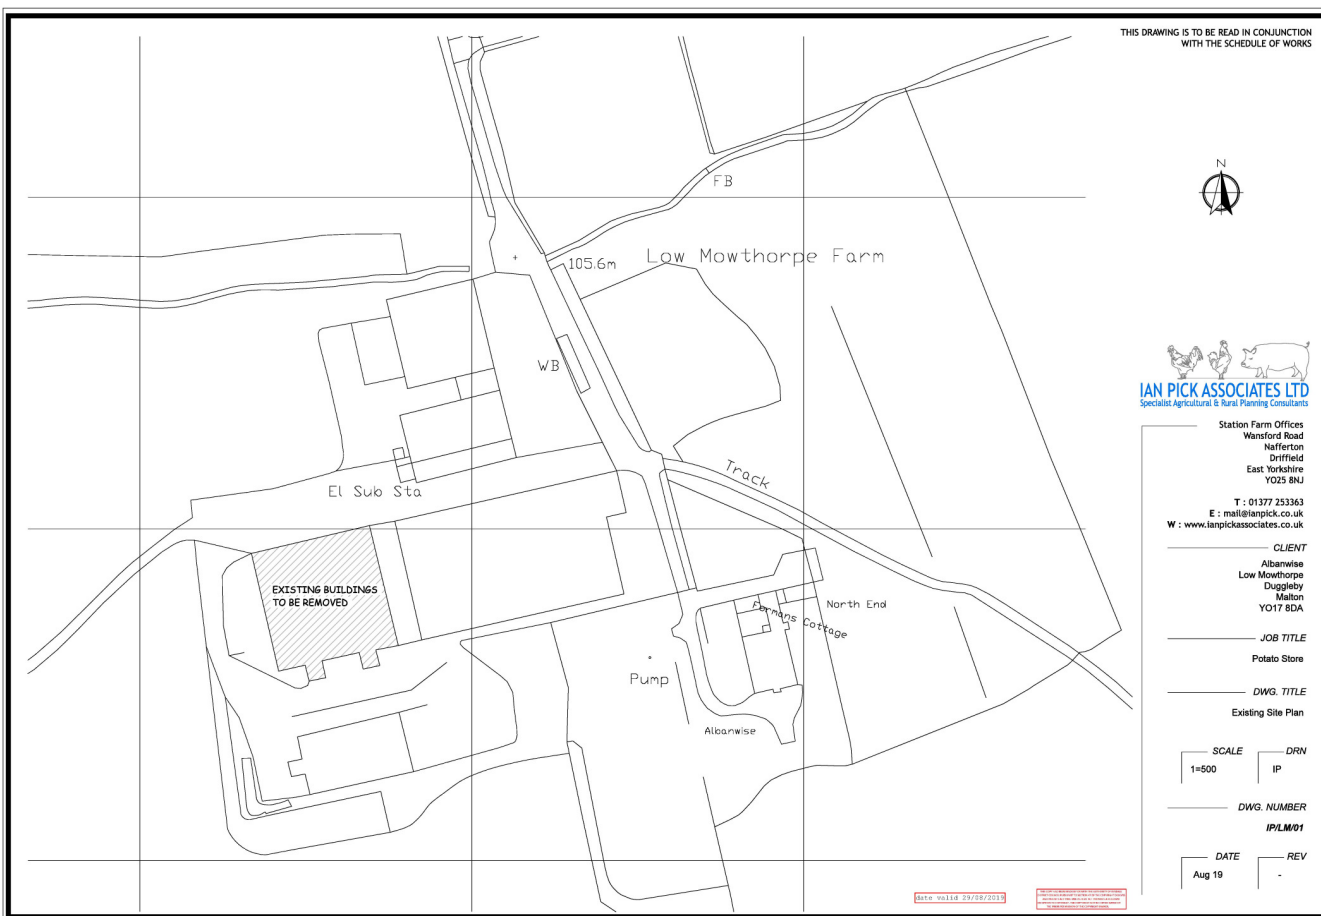 THIS DRAWING IS TO BE READ IN CONJUNCTION
WITH THE SCHEDULE OF WORKS
N
FB
Low Mowthorpe Farm
105.6m
WB
Track
El Sub Sta
EXISTING BUILDINGS
TO BE REMOVED
North End
Formans Cottage
Pump
Albanwise
IAN PICK ASSOCIATES LTD
Specialist Agricultural & Rural Planning Consultants
Station Farm Offices
Wansford Road
Nafferton
Driffield
East Yorkshire
YO25 8NJ
T : 01377 253363
E : mail@ianpick.co.uk
W : www.ianpickassociates.co.uk
CLIENT
Albanwise
Low Mowthorpe
Duggleby
Malton
YO17 8DA
JOB TITLE
Potato Store
DWG. TITLE
Existing Site Plan
SCALE
DRN
1=500
IP
DWG. NUMBER
IP/LM/01
DATE
REV
Aug 19
-
date valid 29/08/2019